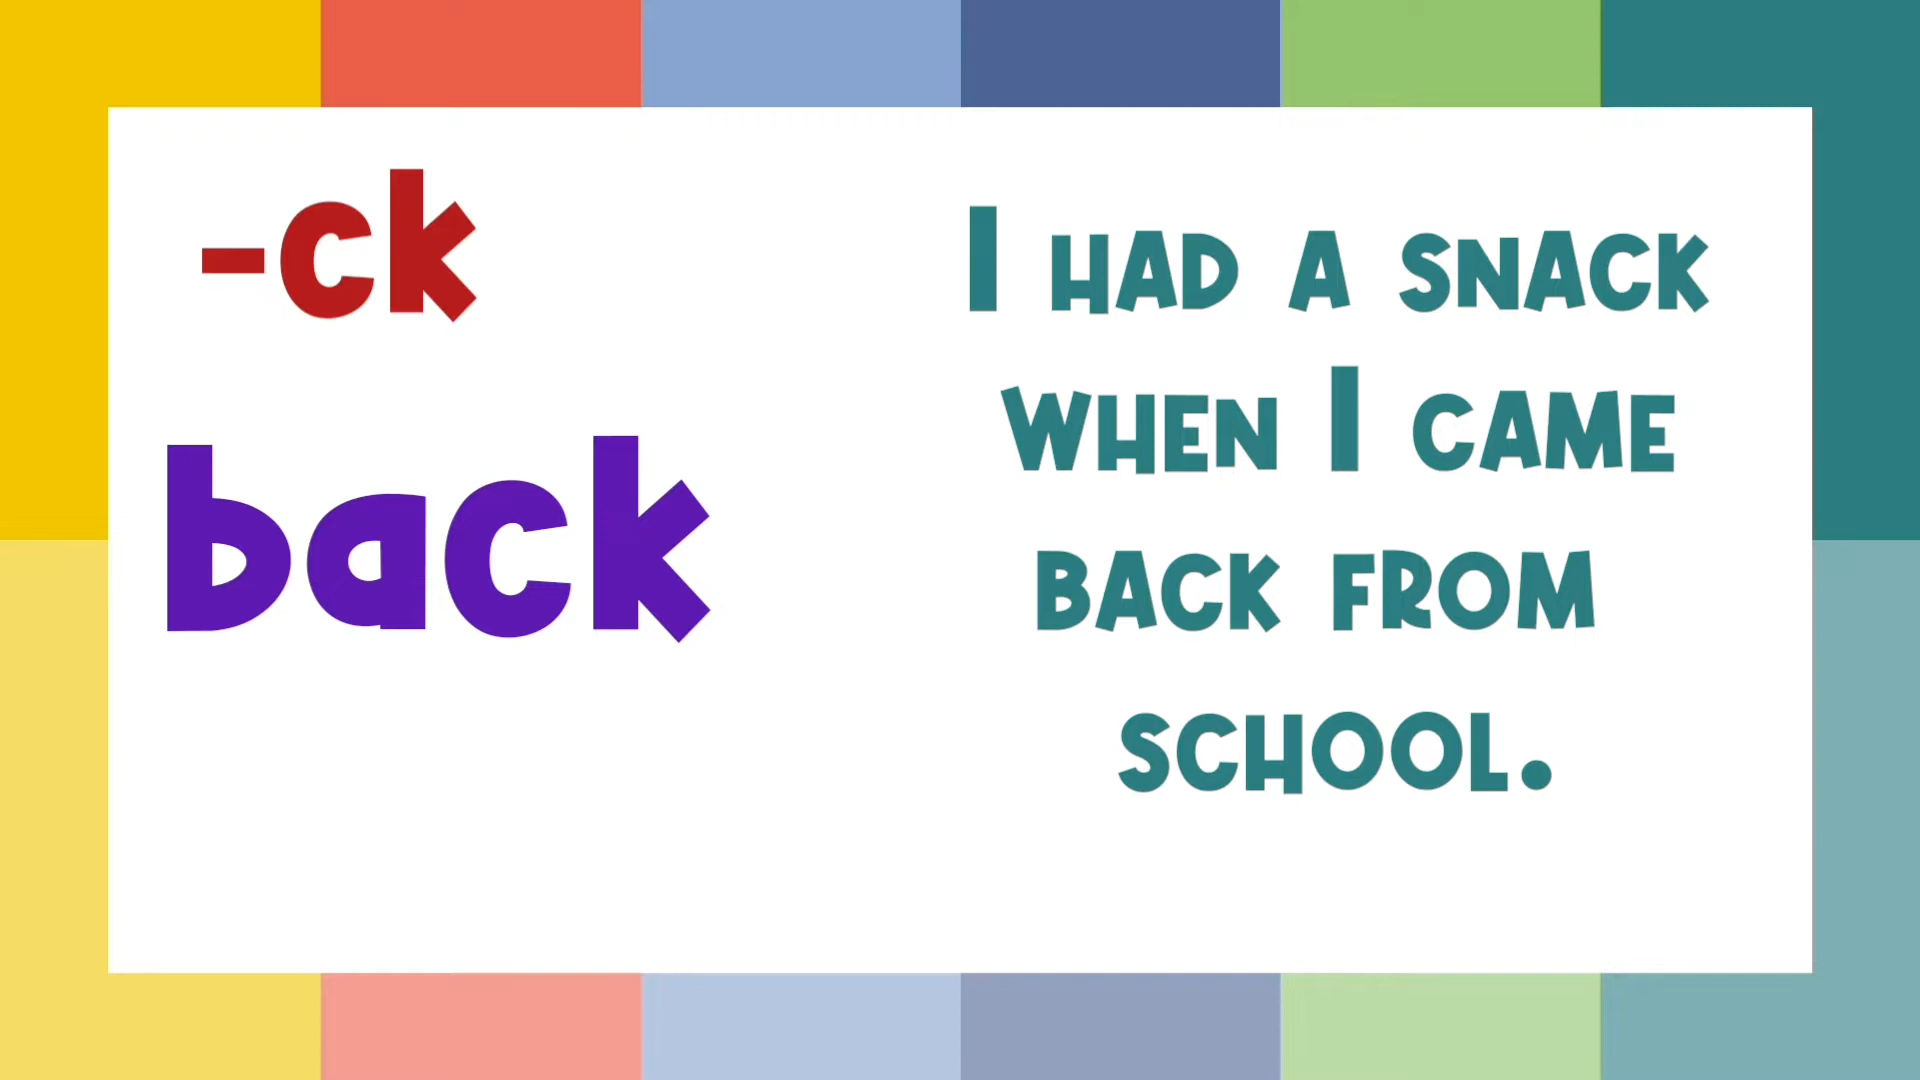 -ck
back
I had a snack
when I came
back from
school.